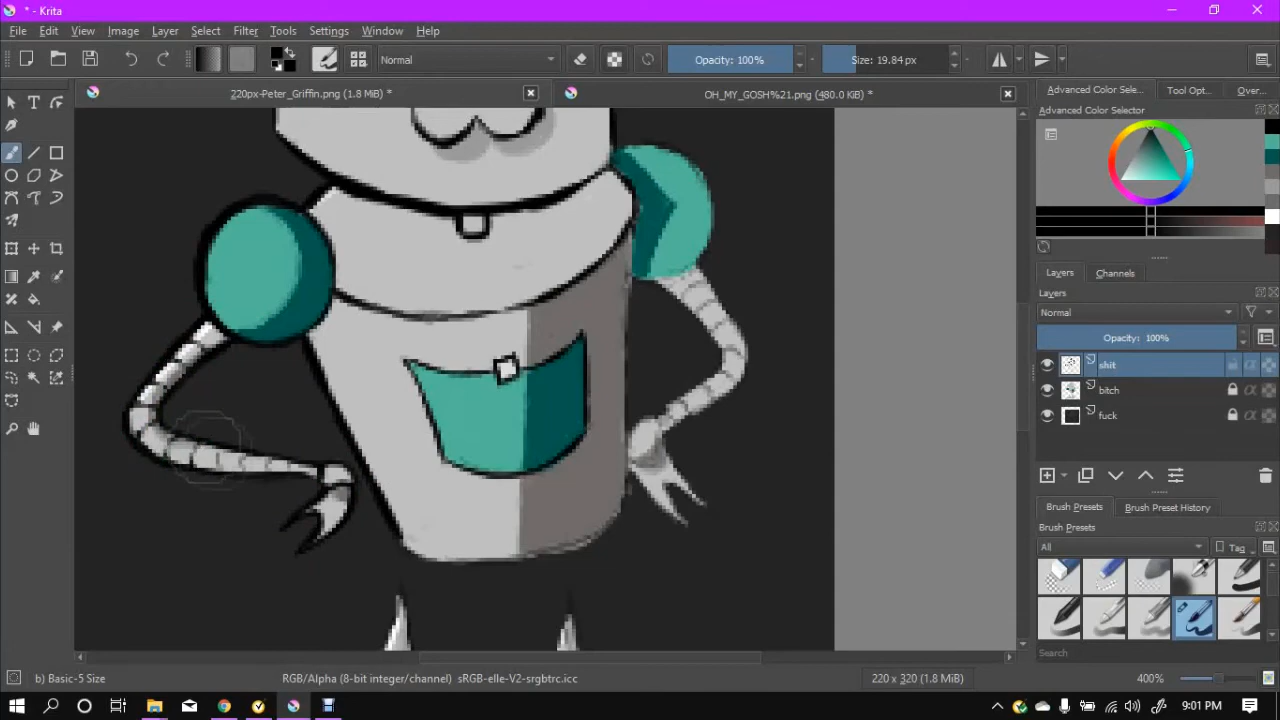 * - Krita
File Edit View Image Layer Select Filter Tools Settings Window Help
Normal Opacity: 100% Size: 19.84 px
220px-Peter_Griffin.png (1.8 MiB) * OH_MY_GOSH%21.png (480.0 KiB) *
Advanced Color Sele... Tool Opt... Over...
Advanced Color Selector
Layers Channels
Layers
Normal
Opacity: 100%
shit
bitch
fuck
Brush Presets Brush Preset History
Brush Presets
All Tag
Search
b) Basic-5 Size RGB/Alpha (8-bit integer/channel) sRGB-elle-V2-srgbtrc.icc 220 x 320 (1.8 MiB) 400%
9:01 PM